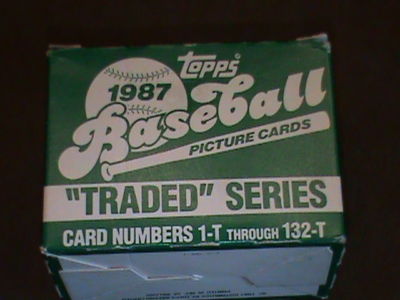 topps
1987
Baseball
PICTURE CARDS
"TRADED" SERIES
CARD NUMBERS 1-T THROUGH 132-T